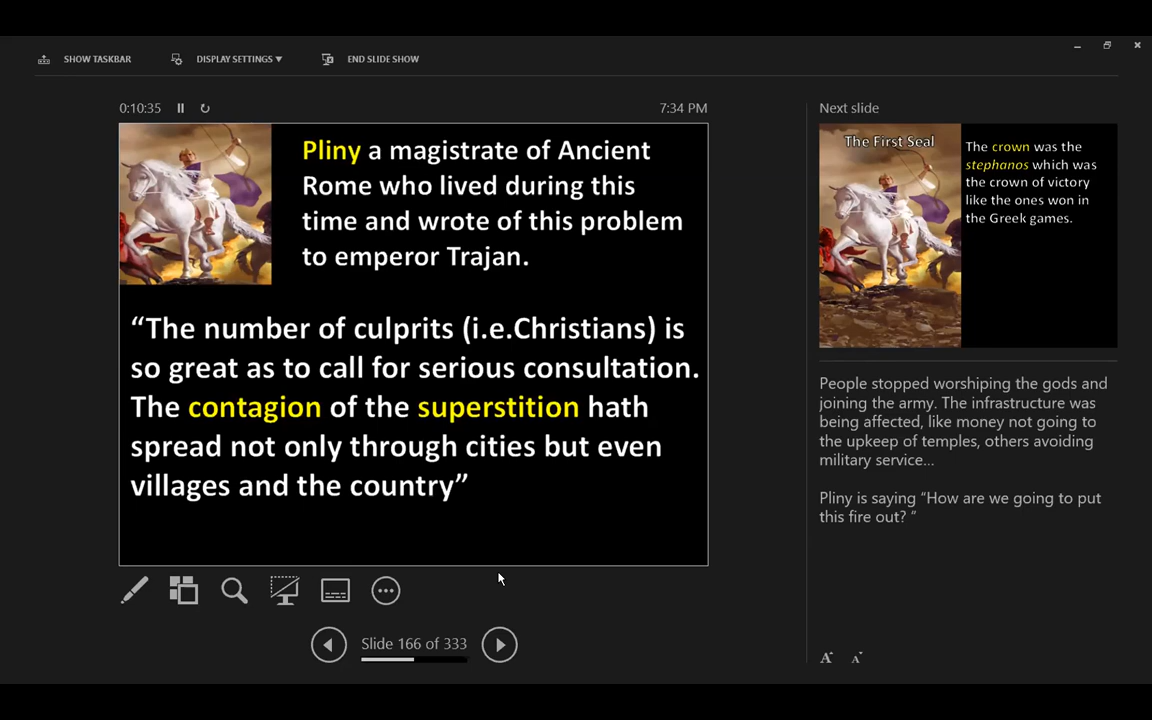 SHOW TASKBAR
DISPLAY SETTINGS ▾
END SLIDE SHOW
0:10:35
7:34 PM
Pliny a magistrate of Ancient
Rome who lived during this
time and wrote of this problem
to emperor Trajan.
“The number of culprits (i.e.Christians) is
so great as to call for serious consultation.
The contagion of the superstition hath
spread not only through cities but even
villages and the country”
Slide 166 of 333
Next slide
The First Seal
The crown was the
stephanos which was
the crown of victory
like the ones won in
the Greek games.
People stopped worshiping the gods and
joining the army. The infrastructure was
being affected, like money not going to
the upkeep of temples, others avoiding
military service...
Pliny is saying “How are we going to put
this fire out? “
A A